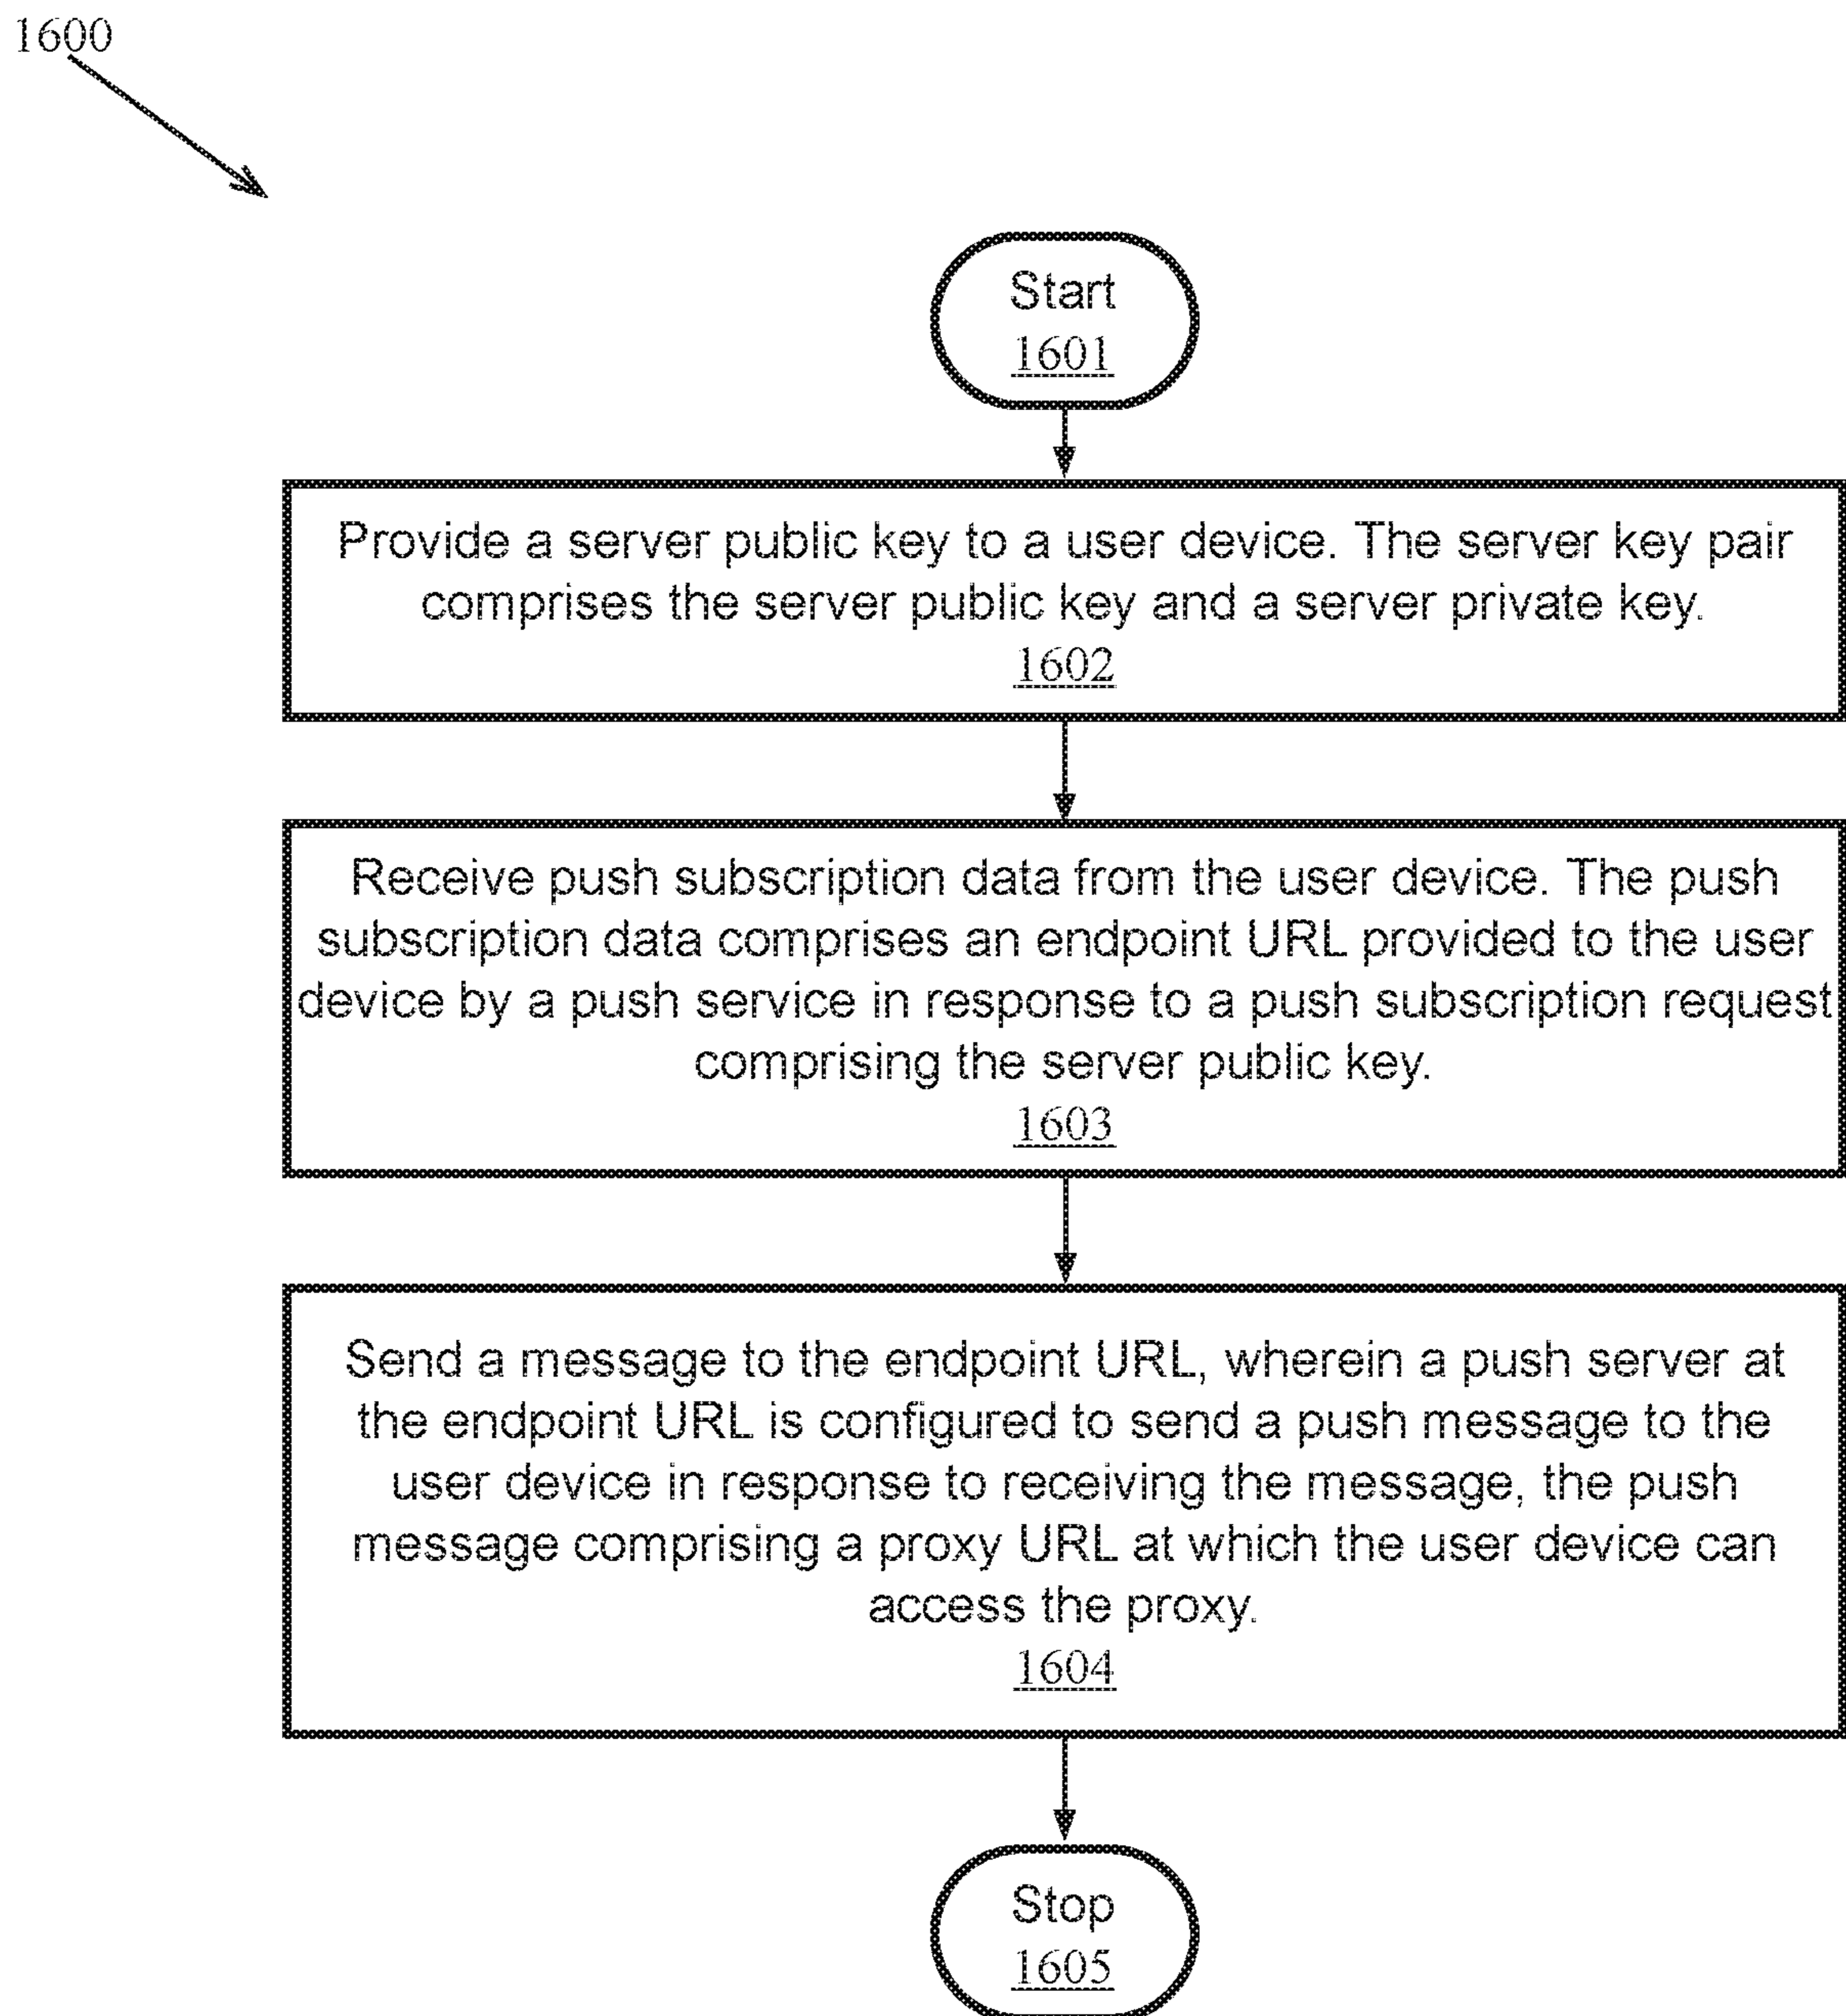 1600
Start
1601
Provide a server public key to a user device. The server key pair
comprises the server public key and a server private key.
1602
Receive push subscription data from the user device. The push
subscription data comprises an endpoint URL provided to the user
device by a push service in response to a push subscription request
comprising the server public key.
1603
Send a message to the endpoint URL, wherein a push server at
the endpoint URL is configured to send a push message to the
user device in response to receiving the message, the push
message comprising a proxy URL at which the user device can
access the proxy.
1604
Stop
1605